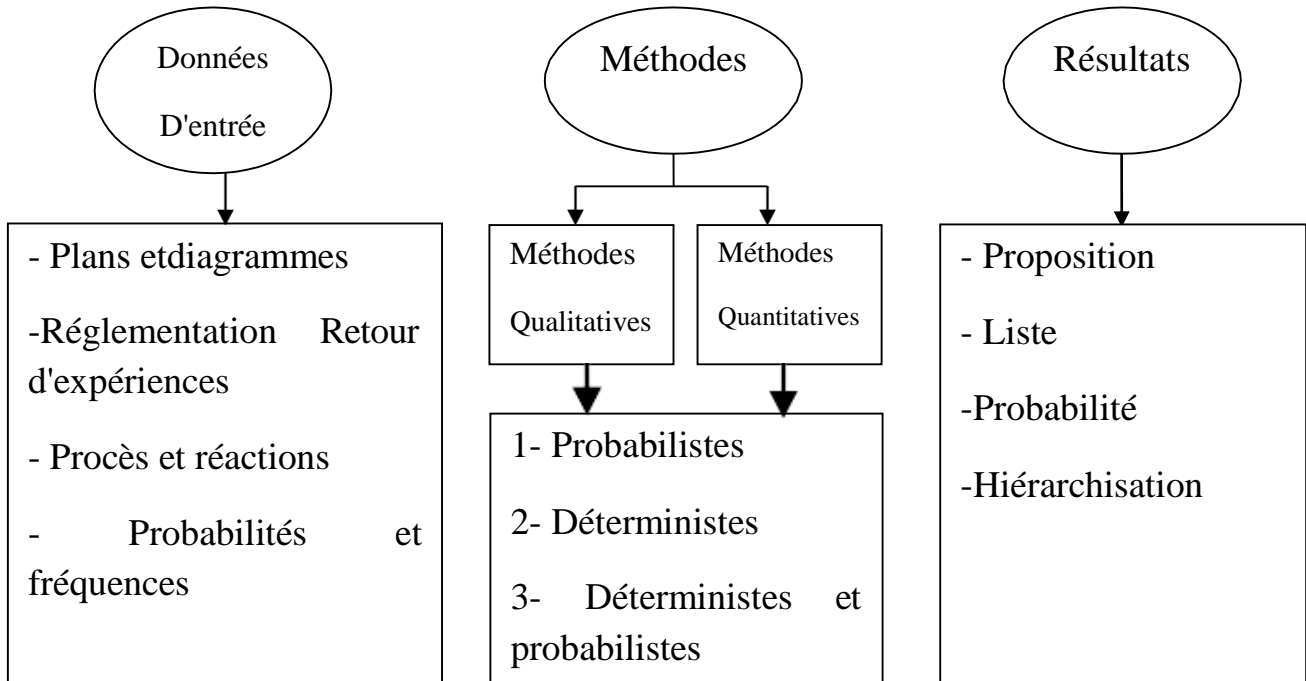 Données
D'entrée
- Plans etdiagrammes
-Réglementation Retour
d'expériences
- Procès et réactions
- Probabilités et
fréquences
Méthodes
Méthodes
Qualitatives
Méthodes
Quantitatives
1- Probabilistes
2- Déterministes
3- Déterministes et
probabilistes
Résultats
- Proposition
- Liste
-Probabilité
-Hiérarchisation